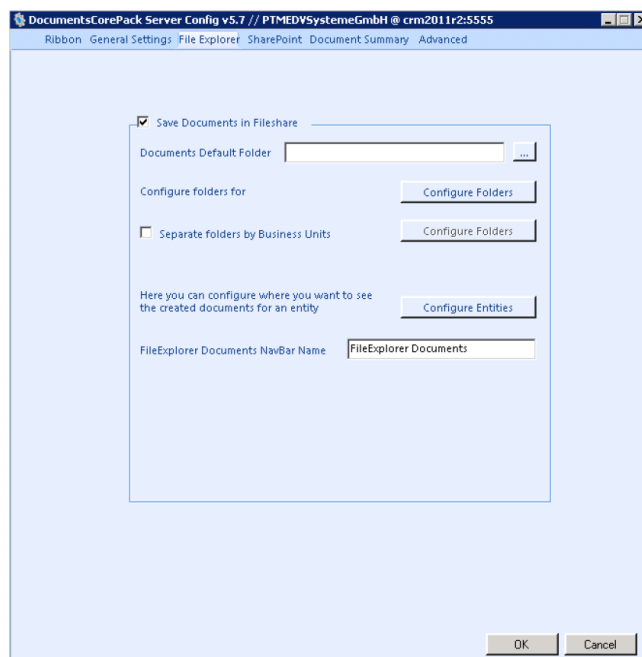 DocumentsCorePack Server Config v5.7 // PTMEDVSystemeGmbH @ crm2011r2:5555
Ribbon General Settings File Explorer SharePoint Document Summary Advanced
Save Documents in Fileshare
Documents Default Folder ...
Configure folders for Configure Folders
Separate folders by Business Units Configure Folders
Here you can configure where you want to see
the created documents for an entity Configure Entities
FileExplorer Documents NavBar Name FileExplorer Documents
OK Cancel